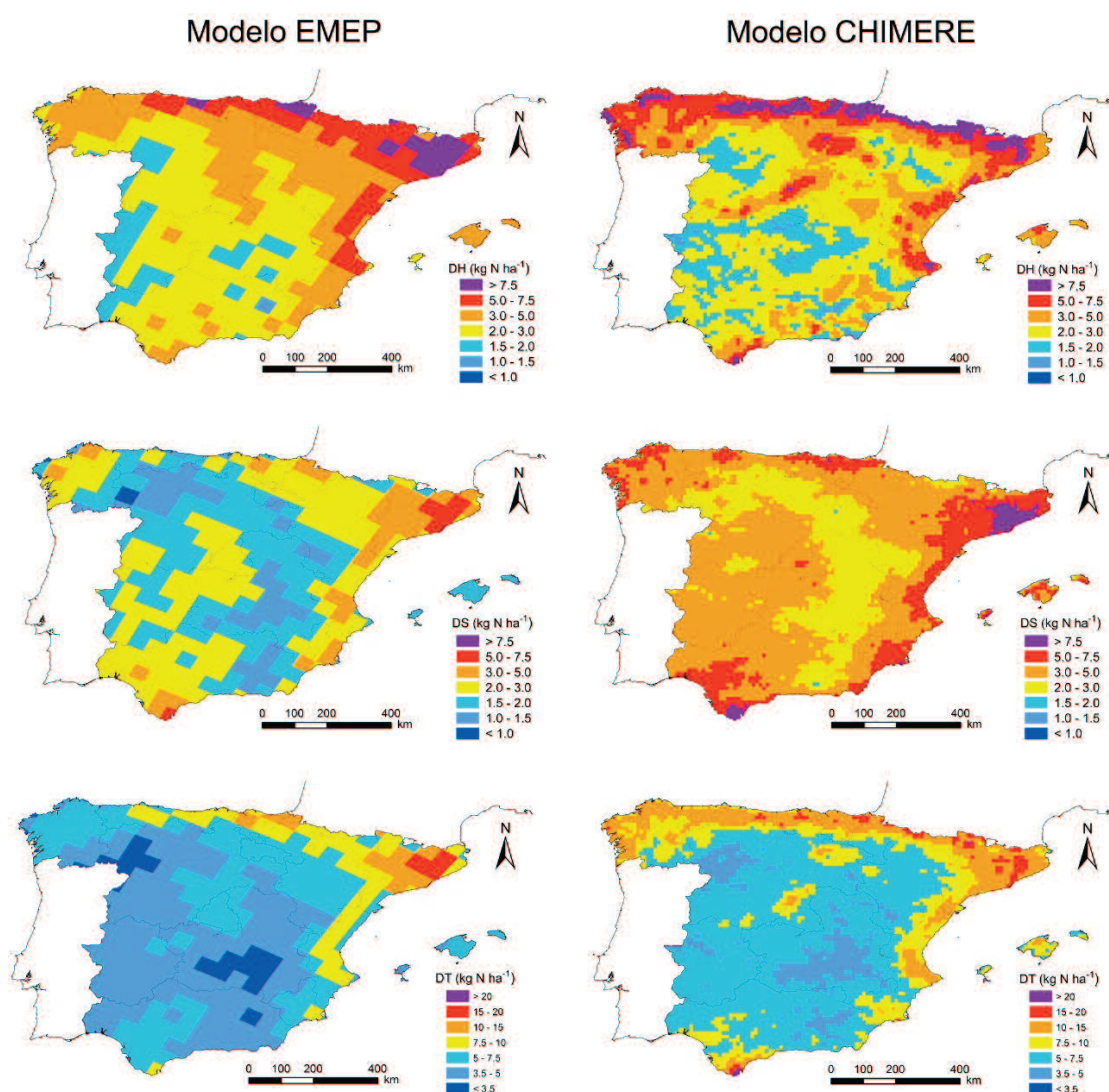 Modelo EMEP
Modelo CHIMERE
N
DH (kg N ha⁻¹)
> 7.5
5.0 - 7.5
3.0 - 5.0
2.0 - 3.0
1.5 - 2.0
1.0 - 1.5
< 1.0
0 100 200 400
km
N
DH (kg N ha⁻¹)
> 7.5
5.0 - 7.5
3.0 - 5.0
2.0 - 3.0
1.5 - 2.0
1.0 - 1.5
< 1.0
0 100 200 400
km
N
DS (kg N ha⁻¹)
> 7.5
5.0 - 7.5
3.0 - 5.0
2.0 - 3.0
1.5 - 2.0
1.0 - 1.5
< 1.0
0 100 200 400
km
N
DS (kg N ha⁻¹)
> 7.5
5.0 - 7.5
3.0 - 5.0
2.0 - 3.0
1.5 - 2.0
1.0 - 1.5
< 1.0
0 100 200 400
km
N
DT (kg N ha⁻¹)
> 20
15 - 20
10 - 15
7.5 - 10
5 - 7.5
3.5 - 5
< 3.5
0 100 200 400
km
N
DT (kg N ha⁻¹)
> 20
15 - 20
10 - 15
7.5 - 10
5 - 7.5
3.5 - 5
< 3.5
0 100 200 400
km